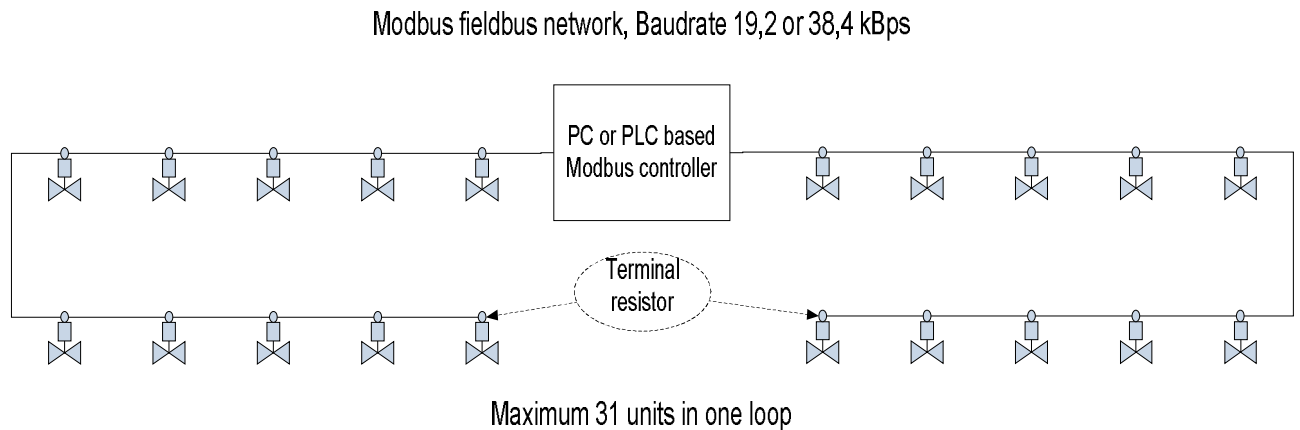 Modbus fieldbus network, Baudrate 19,2 or 38,4 kBps
PC or PLC based
Modbus controller
Terminal
resistor
Maximum 31 units in one loop